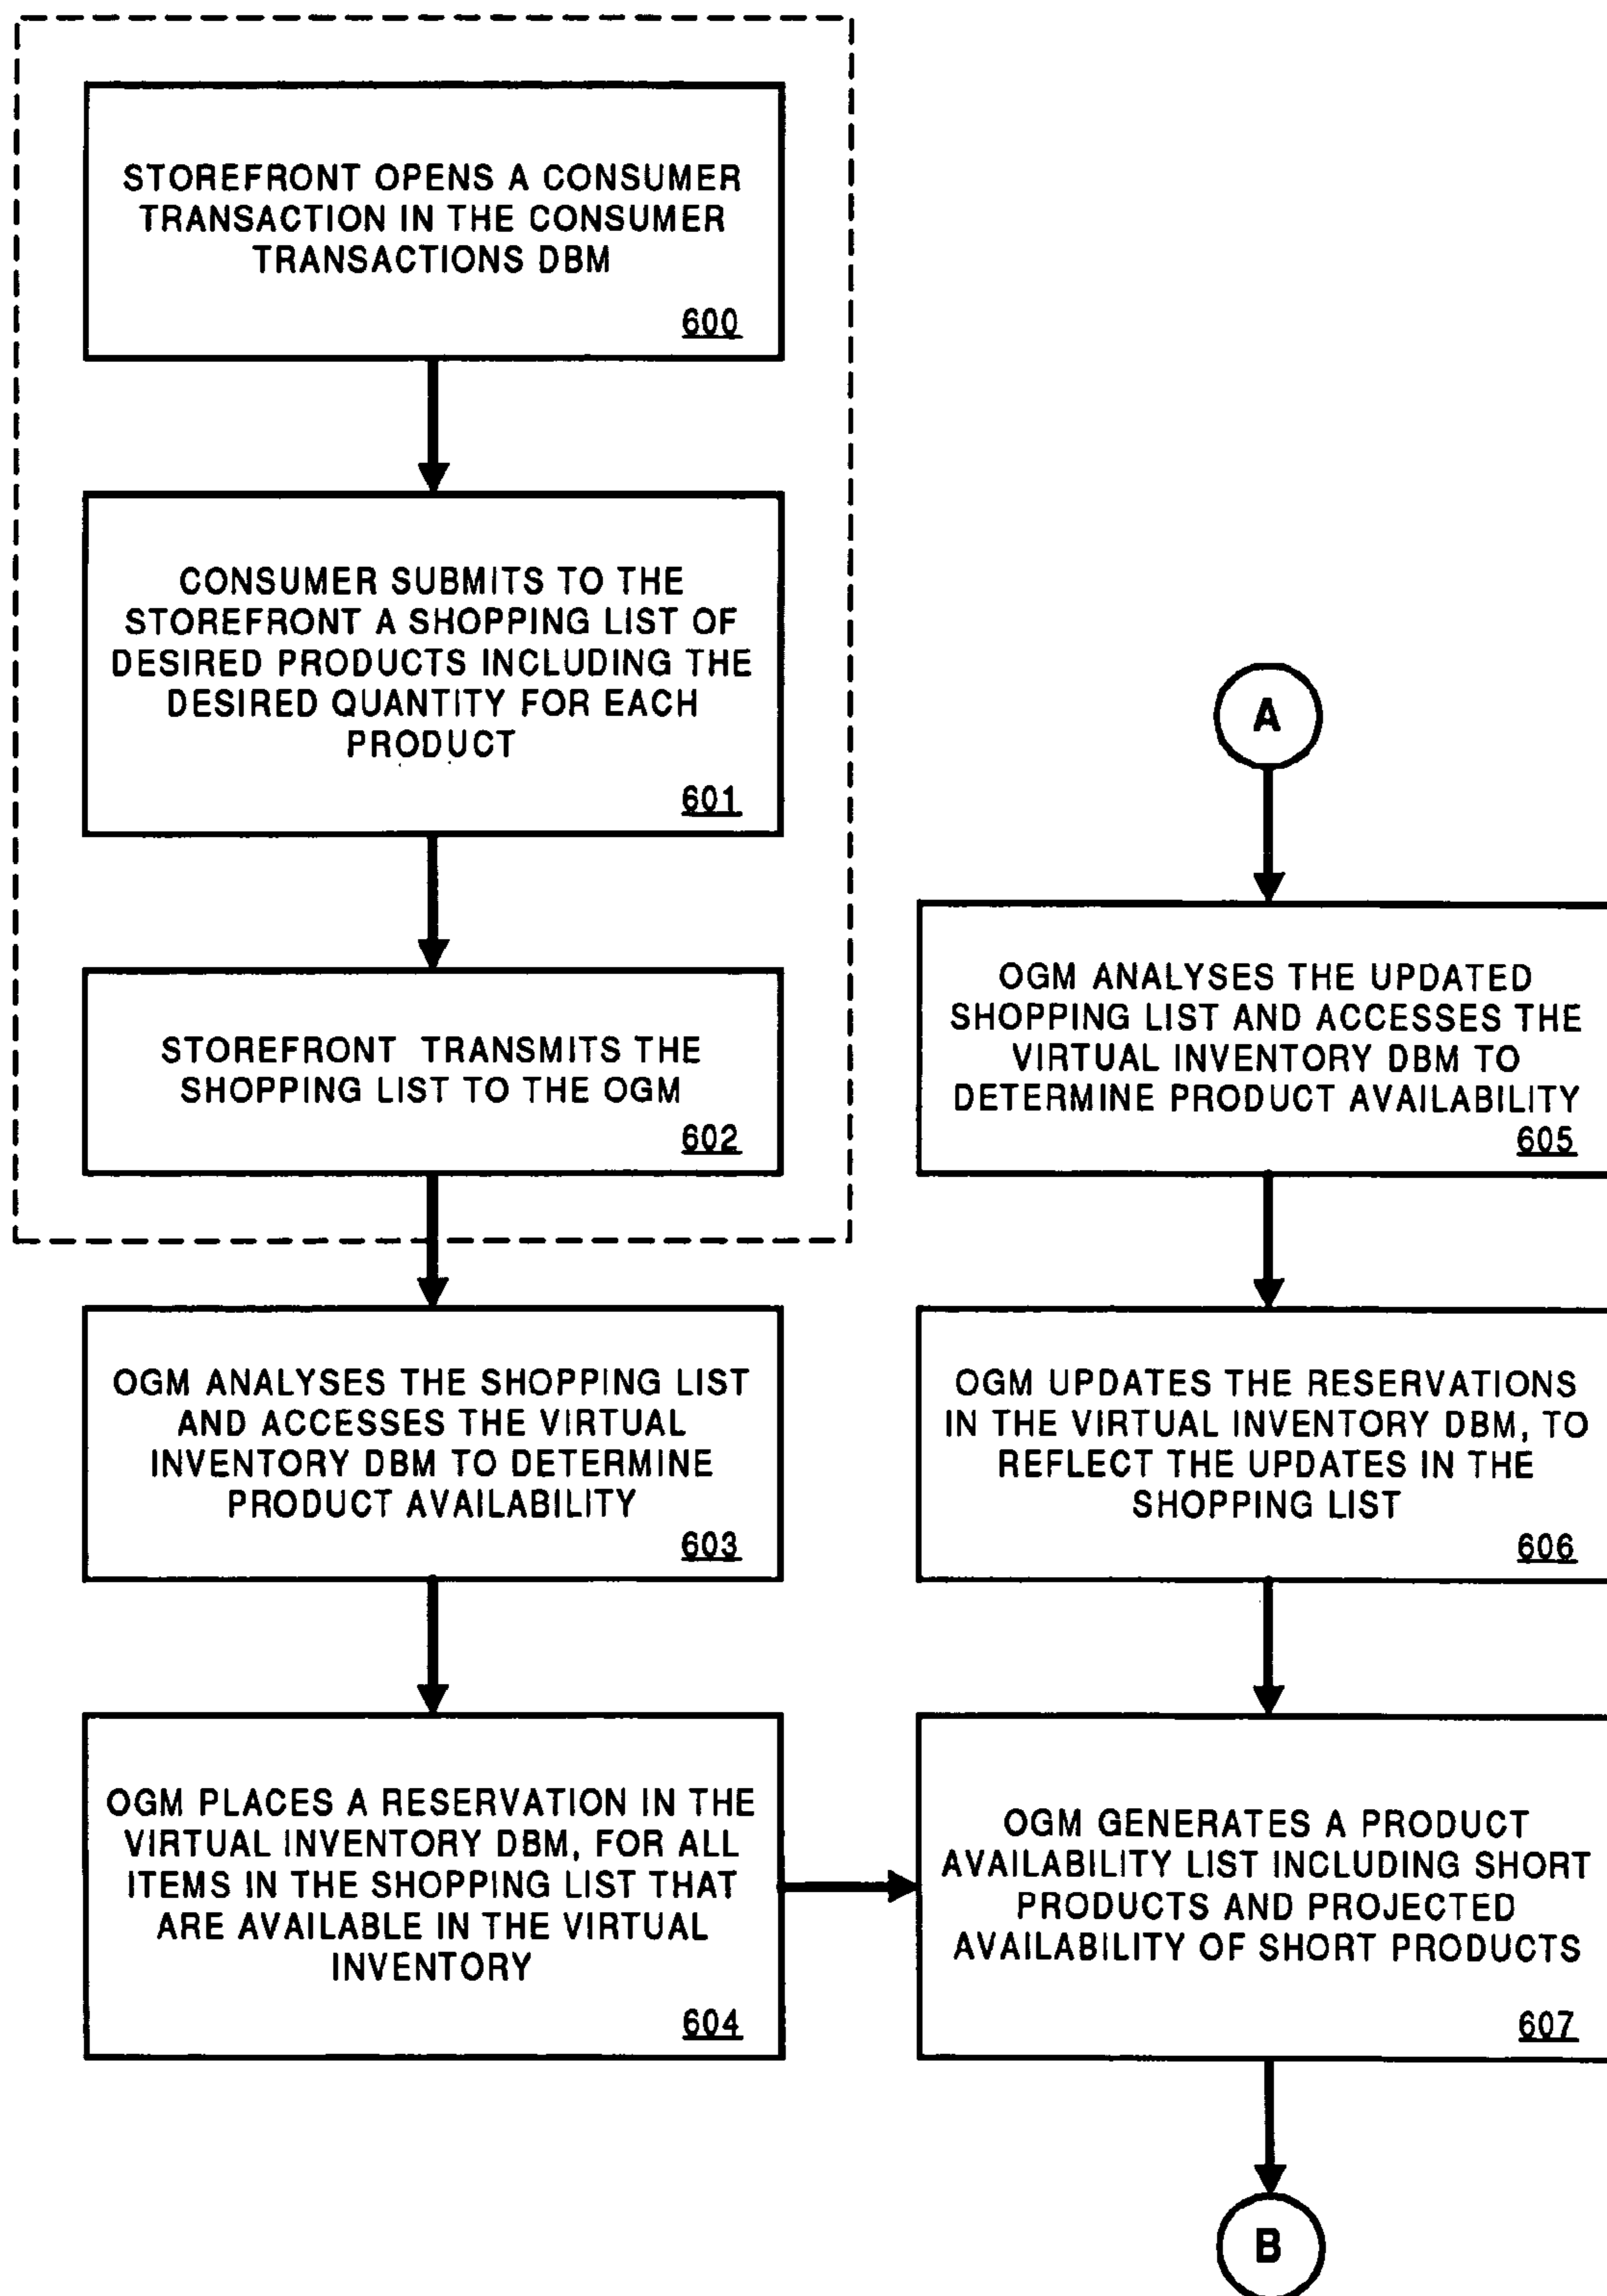 STOREFRONT OPENS A CONSUMER
TRANSACTION IN THE CONSUMER
TRANSACTIONS DBM
600
CONSUMER SUBMITS TO THE
STOREFRONT A SHOPPING LIST OF
DESIRED PRODUCTS INCLUDING THE
DESIRED QUANTITY FOR EACH
PRODUCT
601
STOREFRONT TRANSMITS THE
SHOPPING LIST TO THE OGM
602
OGM ANALYSES THE SHOPPING LIST
AND ACCESSES THE VIRTUAL
INVENTORY DBM TO DETERMINE
PRODUCT AVAILABILITY
603
OGM PLACES A RESERVATION IN THE
VIRTUAL INVENTORY DBM, FOR ALL
ITEMS IN THE SHOPPING LIST THAT
ARE AVAILABLE IN THE VIRTUAL
INVENTORY
604
A
OGM ANALYSES THE UPDATED
SHOPPING LIST AND ACCESSES THE
VIRTUAL INVENTORY DBM TO
DETERMINE PRODUCT AVAILABILITY
605
OGM UPDATES THE RESERVATIONS
IN THE VIRTUAL INVENTORY DBM, TO
REFLECT THE UPDATES IN THE
SHOPPING LIST
606
OGM GENERATES A PRODUCT
AVAILABILITY LIST INCLUDING SHORT
PRODUCTS AND PROJECTED
AVAILABILITY OF SHORT PRODUCTS
607
B